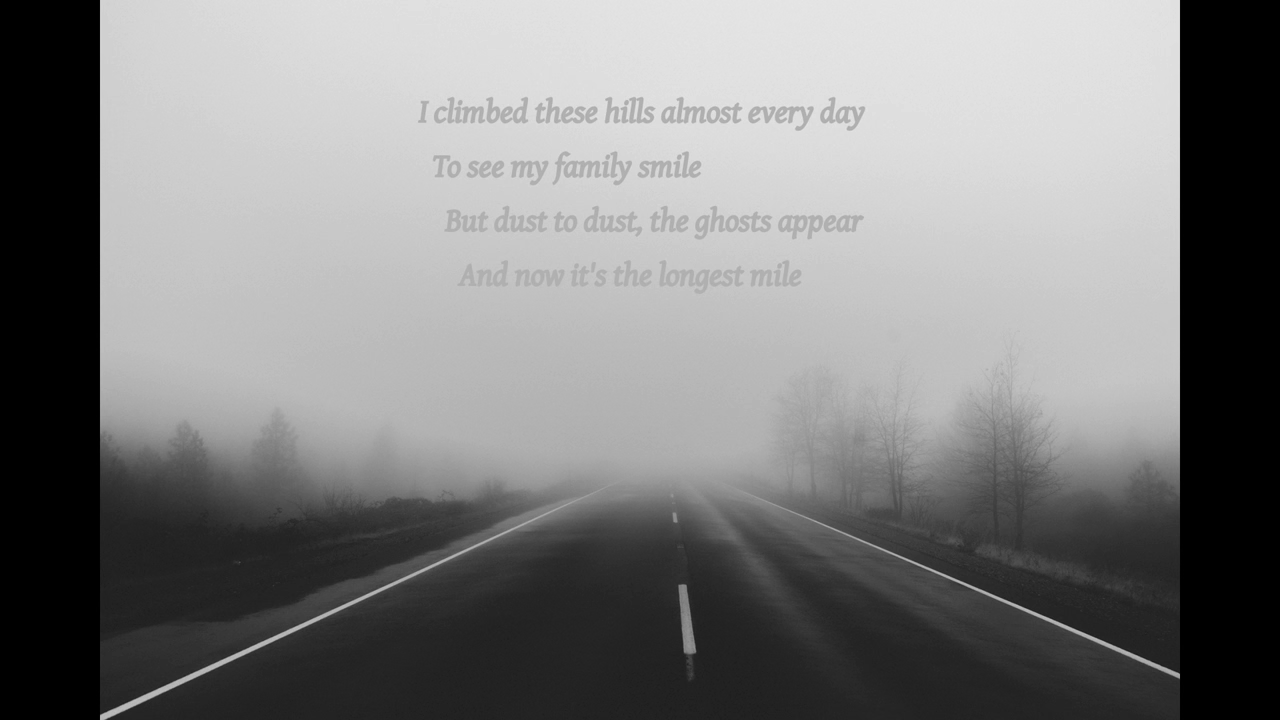 I climbed these hills almost every day
To see my family smile
But dust to dust, the ghosts appear
And now it's the longest mile